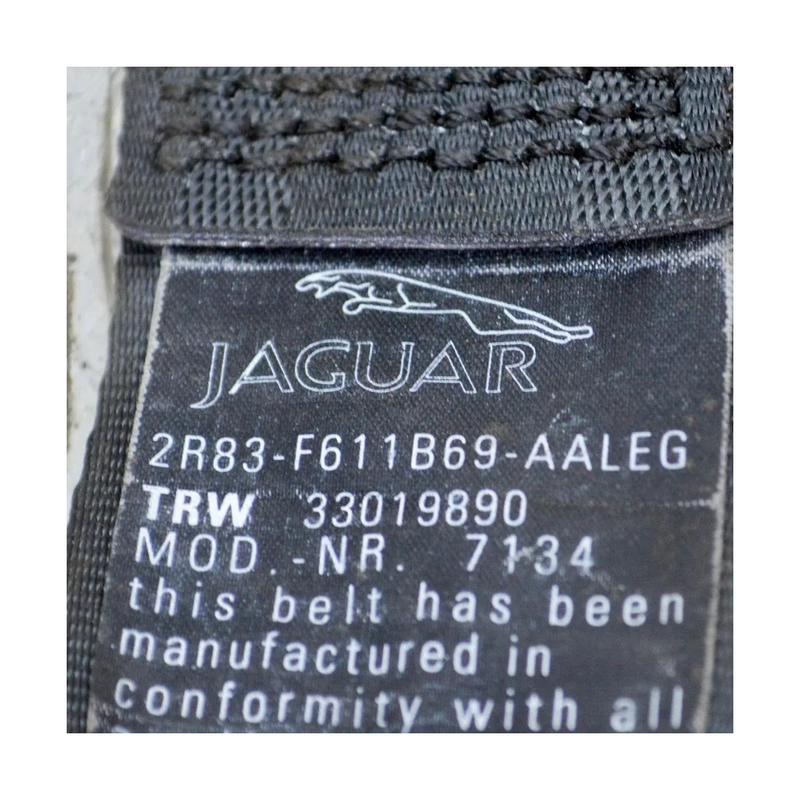 JAGUAR
2R83-F611B69-AALEG
TRW 33019890
MOD.-NR. 7134
this belt has been
manufactured in
conformity with all